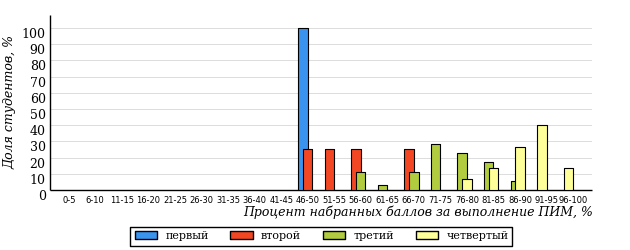 Доля студентов, %
100
90
80
70
60
50
40
30
20
10
0
0-5 6-10 11-15 16-20 21-25 26-30 31-35 36-40 41-45 46-50 51-55 56-60 61-65 66-70 71-75 76-80 81-85 86-90 91-95 96-100
Процент набранных баллов за выполнение ПИМ, %
первый второй третий четвертый